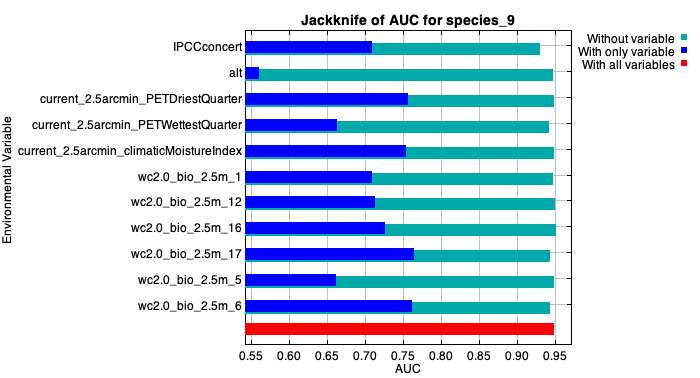 Jackknife of AUC for species_9
Without variable
With only variable
With all variables
Environmental Variable
IPCCconcert
alt
current_2.5arcmin_PETDriestQuarter
current_2.5arcmin_PETWettestQuarter
current_2.5arcmin_climaticMoistureIndex
wc2.0_bio_2.5m_1
wc2.0_bio_2.5m_12
wc2.0_bio_2.5m_16
wc2.0_bio_2.5m_17
wc2.0_bio_2.5m_5
wc2.0_bio_2.5m_6
0.55 0.60 0.65 0.70 0.75 0.80 0.85 0.90 0.95
AUC